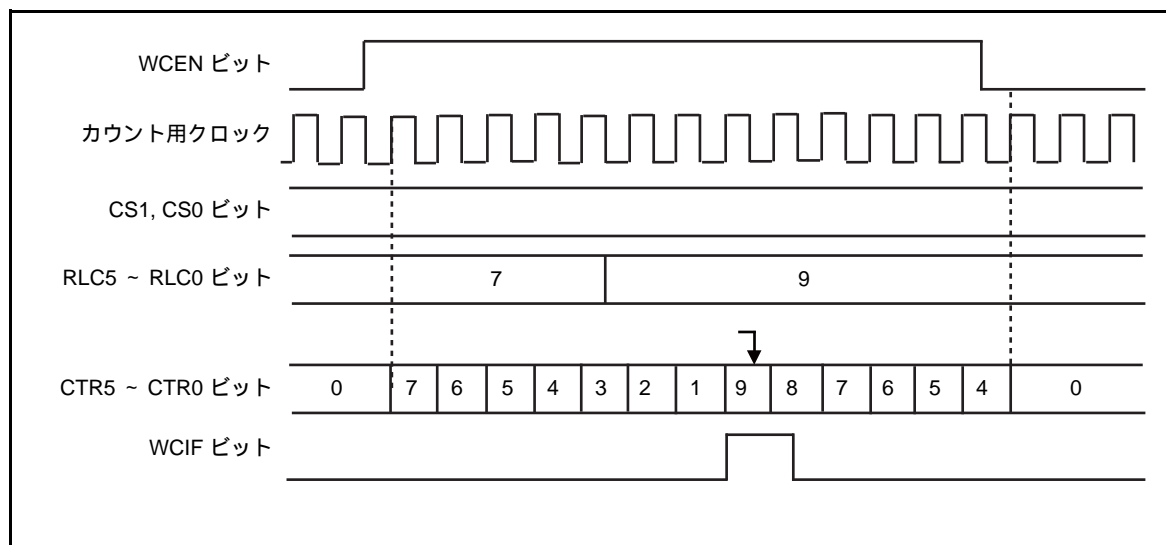 WCEN ビット
カウント用クロック
CS1, CS0 ビット
RLC5 ~ RLC0 ビット 7 9
CTR5 ~ CTR0 ビット 0 7 6 5 4 3 2 1 9 8 7 6 5 4 0
WCIF ビット